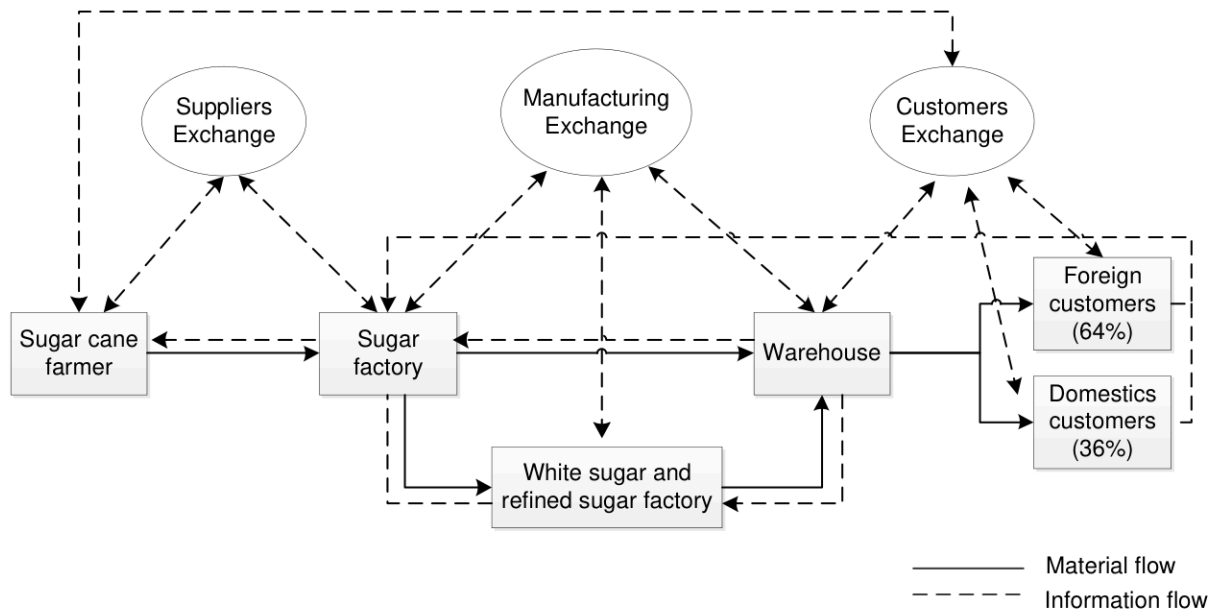 Suppliers
Exchange
Manufacturing
Exchange
Customers
Exchange
Sugar cane
farmer
Sugar
factory
Warehouse
Foreign
customers
(64%)
Domestics
customers
(36%)
White sugar and
refined sugar factory
Material flow
Information flow